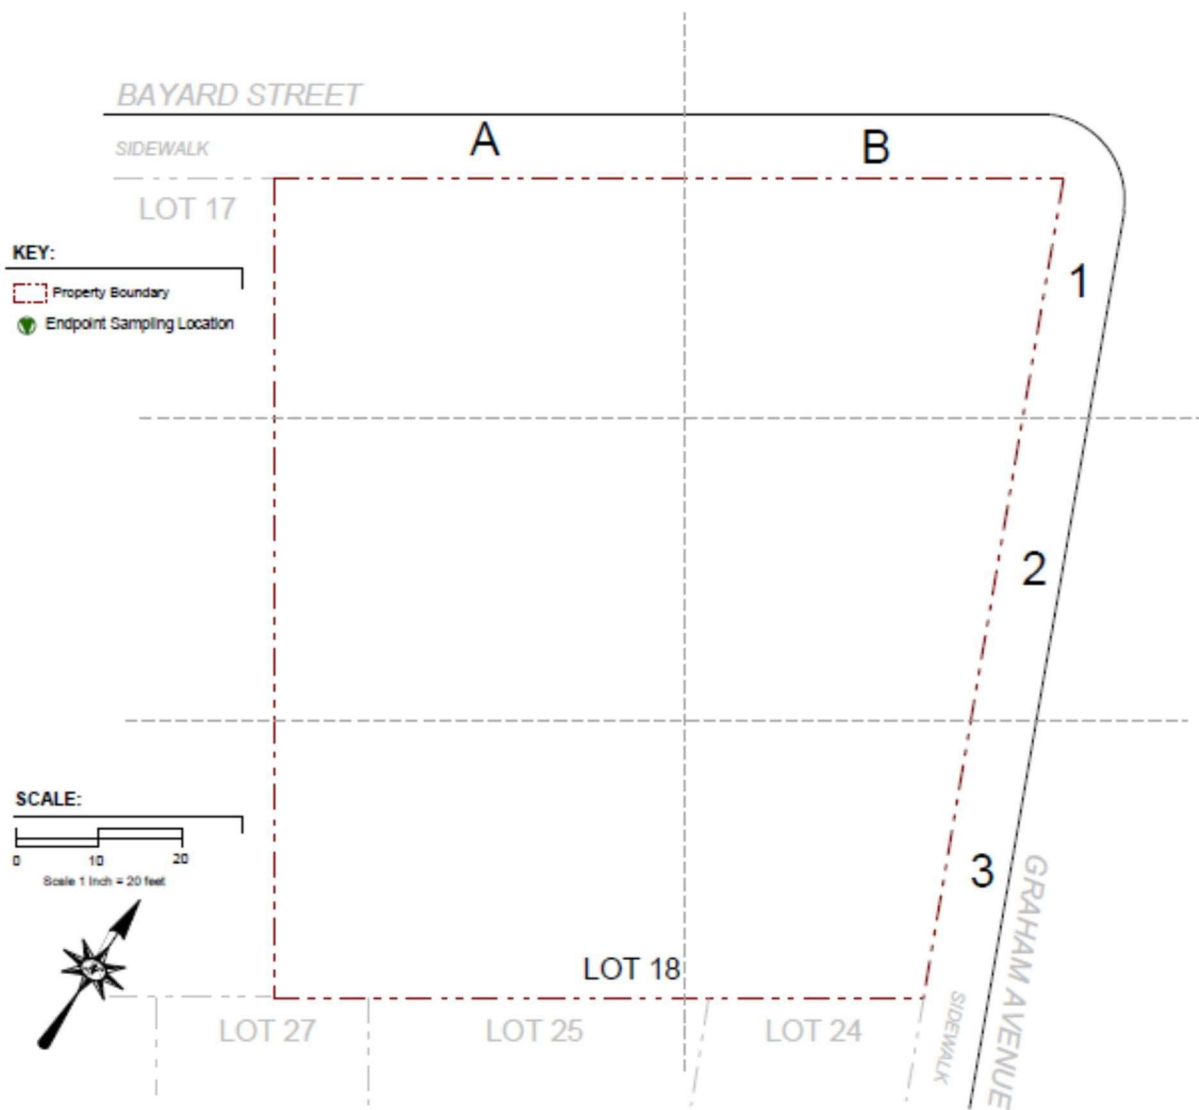 BAYARD STREET
SIDEWALK
A
B
LOT 17
KEY:
Property Boundary
Endpoint Sampling Location
1
2
SCALE:
0 10 20
Scale 1 Inch = 20 feet
3
GRAHAM AVENUE
LOT 18
SIDEWALK
LOT 27
LOT 25
LOT 24